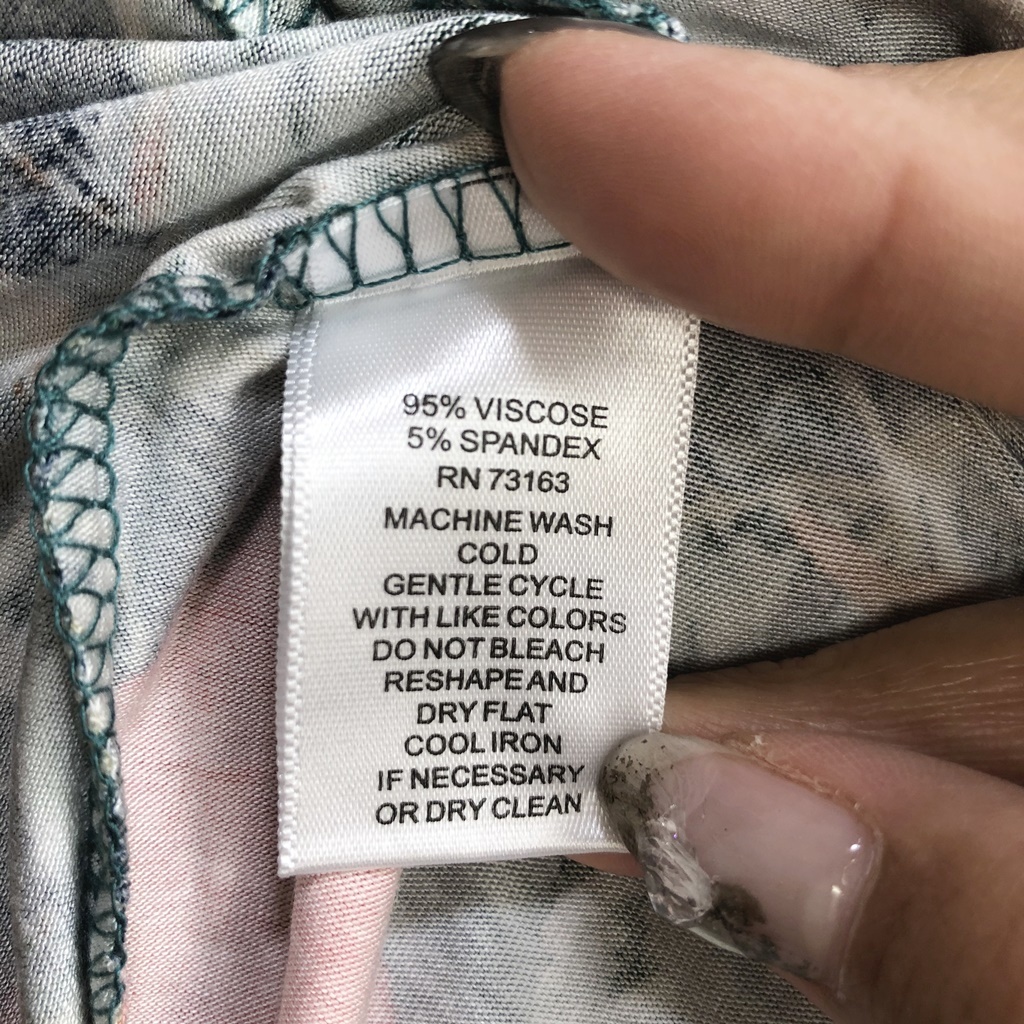 95% VISCOSE
5% SPANDEX
RN 73163
MACHINE WASH
COLD
GENTLE CYCLE
WITH LIKE COLORS
DO NOT BLEACH
RESHAPE AND
DRY FLAT
COOL IRON
IF NECESSARY
OR DRY CLEAN